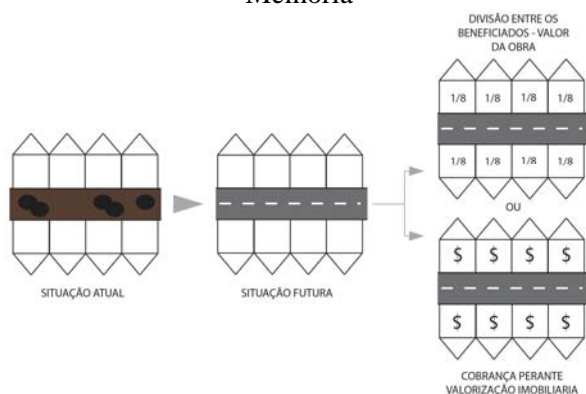 DIVISÃO ENTRE OS
BENEFICIADOS - VALOR
DA OBRA
1/8 1/8 1/8 1/8
1/8 1/8 1/8 1/8
OU
$ $ $ $
$ $ $ $
SITUAÇÃO ATUAL
SITUAÇÃO FUTURA
COBRANÇA PERANTE
VALORIZAÇÃO IMOBILIARIA